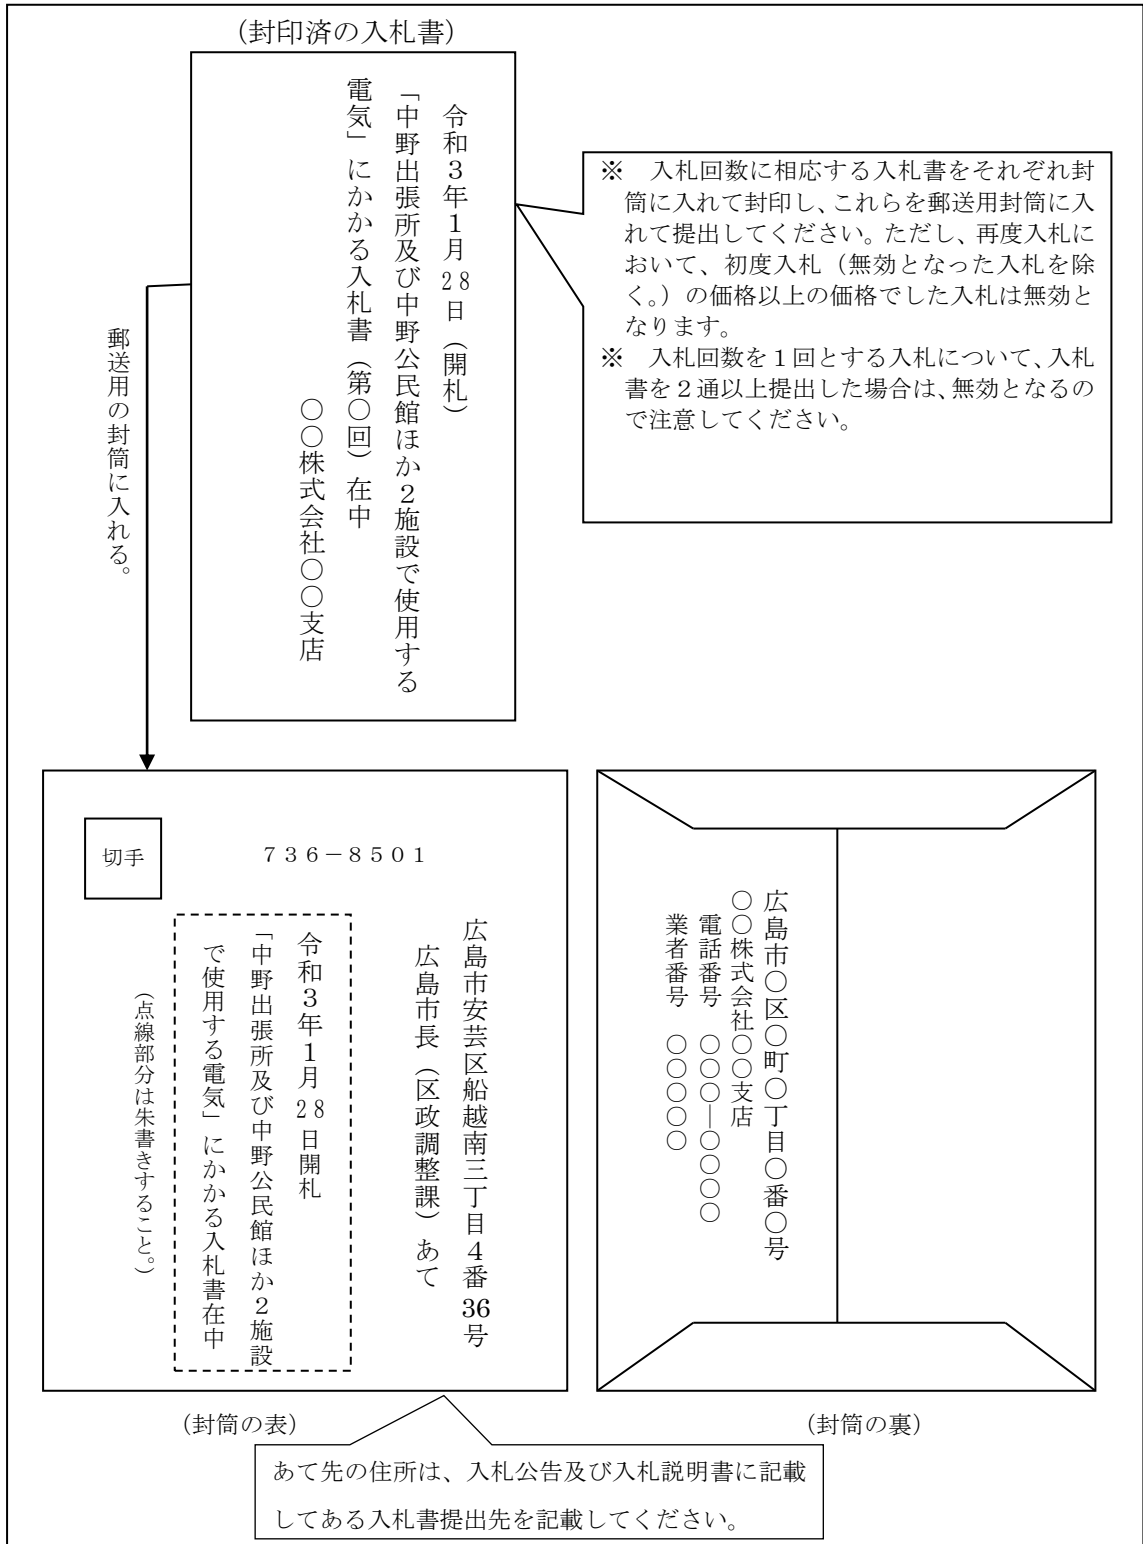 （封印済の入札書）
令和３年１月28日（開札）
「中野出張所及び中野公民館ほか２施設で使用する
電気」にかかる入札書（第〇回）在中
〇〇株式会社〇〇支店
※　入札回数に相応する入札書をそれぞれ封
筒に入れて封印し、これらを郵送用封筒に入
れて提出してください。ただし、再度入札に
おいて、初度入札（無効となった入札を除
く。）の価格以上の価格でした入札は無効と
なります。
※　入札回数を１回とする入札について、入札
書を２通以上提出した場合は、無効となるの
で注意してください。
郵送用の封筒に入れる。
切手
７３６－８５０１
広島市安芸区船越南三丁目４番36号
広島市長（区政調整課）あて
令和３年１月28日開札
「中野出張所及び中野公民館ほか２施設
で使用する電気」にかかる入札書在中
（点線部分は朱書きすること。）
広島市〇区〇町〇丁目〇番〇号
〇〇株式会社〇〇支店
電話番号　〇〇〇―〇〇〇〇
業者番号　〇〇〇〇〇
（封筒の表）
（封筒の裏）
あて先の住所は、入札公告及び入札説明書に記載
してある入札書提出先を記載してください。